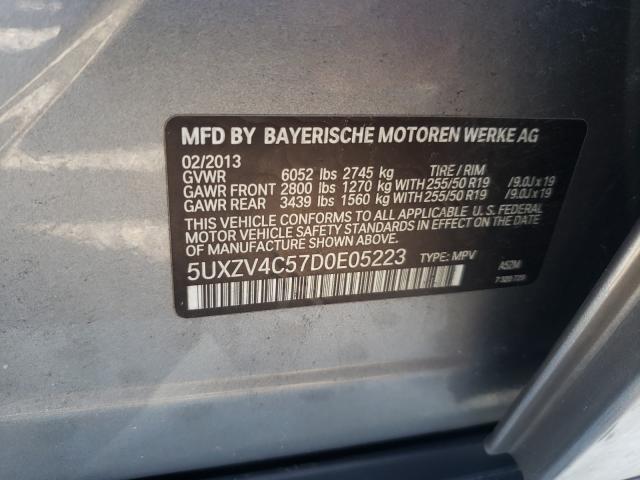 MFD BY BAYERISCHE MOTOREN WERKE AG
02/2013
GVWR 6052 lbs 2745 kg TIRE / RIM
GAWR FRONT 2800 lbs 1270 kg WITH 255/50 R19 /9.0J x 19
GAWR REAR 3439 lbs 1560 kg WITH 255/50 R19 /9.0J x 19
THIS VEHICLE CONFORMS TO ALL APPLICABLE U. S. FEDERAL
MOTOR VEHICLE SAFETY STANDARDS IN EFFECT ON
THE DATE OF MANUFACTURE SHOWN ABOVE.
5UXZV4C57D0E05223 TYPE: MPV A52M